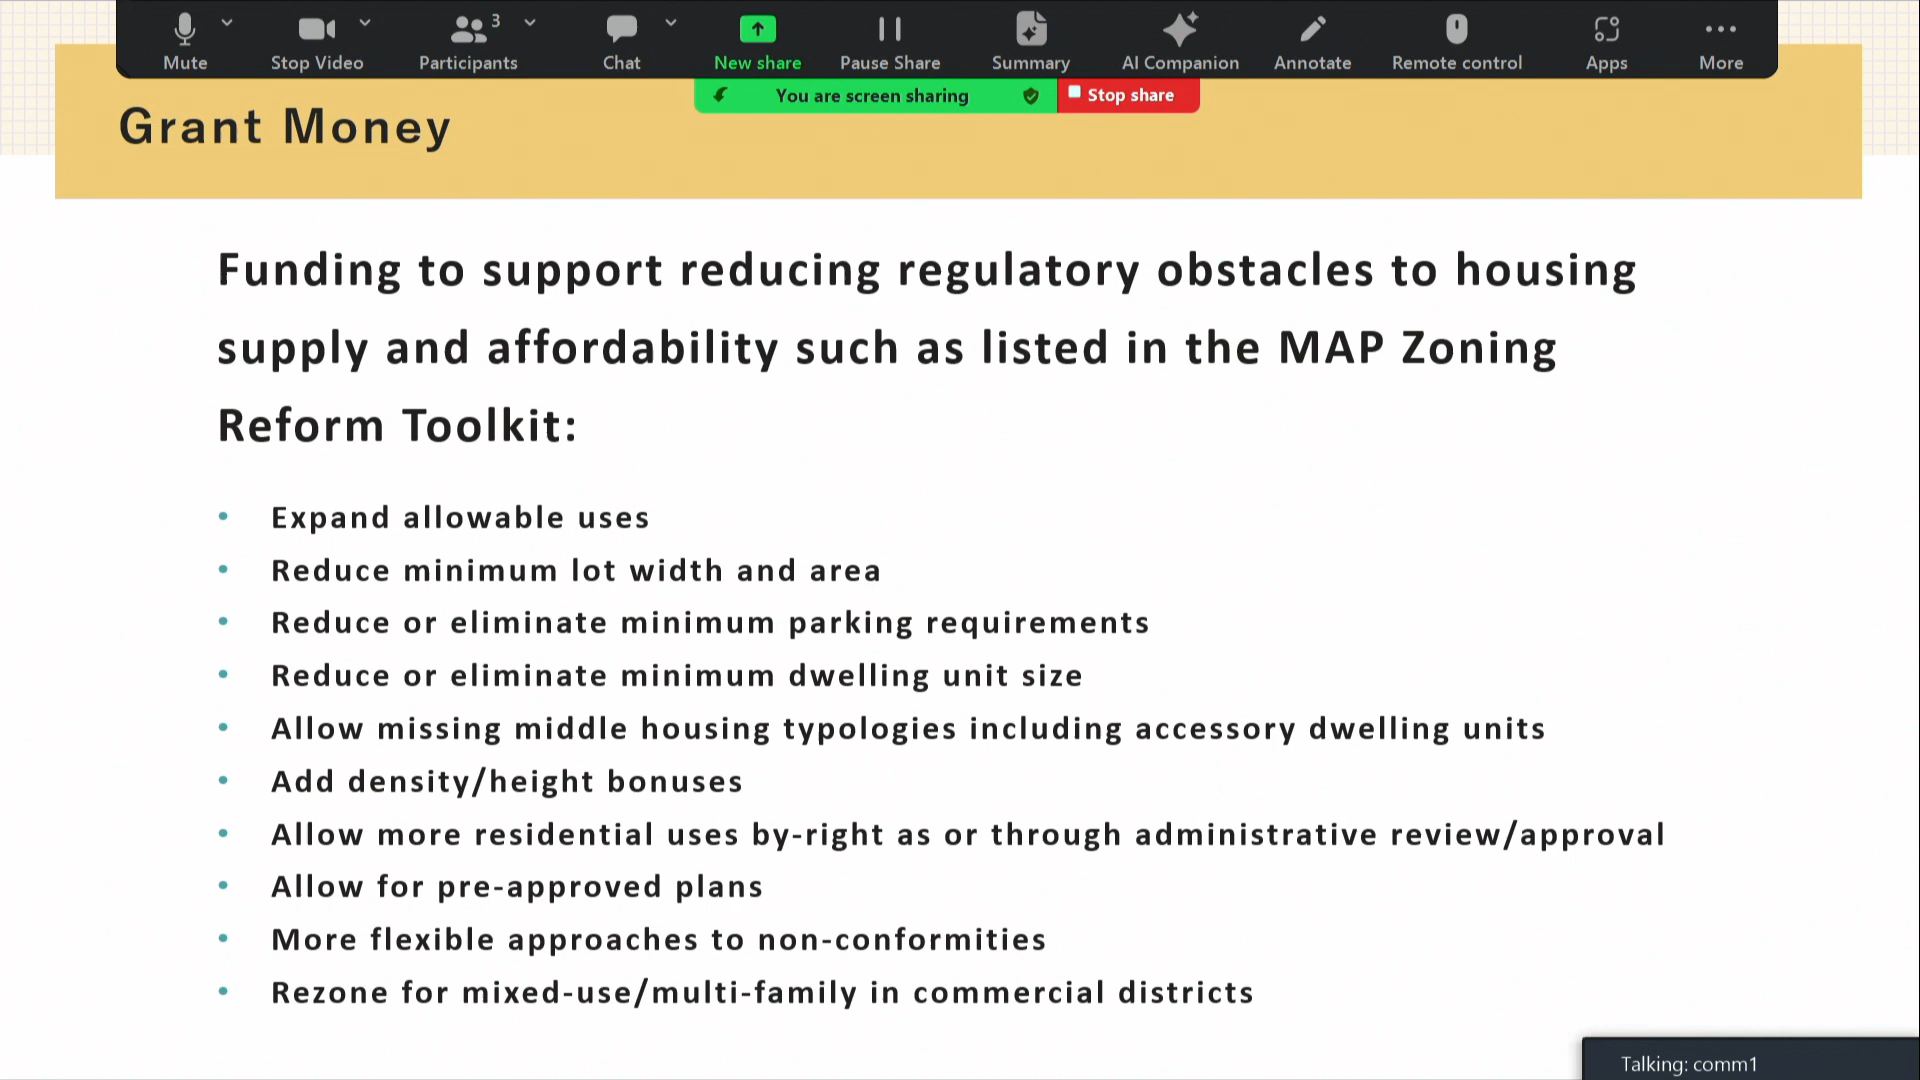 Mute
Stop Video
3
Participants
Chat
New share
Pause Share
Summary
AI Companion
Annotate
Remote control
Apps
More
You are screen sharing
Stop share
Grant Money
Funding to support reducing regulatory obstacles to housing
supply and affordability such as listed in the MAP Zoning
Reform Toolkit:
• Expand allowable uses
• Reduce minimum lot width and area
• Reduce or eliminate minimum parking requirements
• Reduce or eliminate minimum dwelling unit size
• Allow missing middle housing typologies including accessory dwelling units
• Add density/height bonuses
• Allow more residential uses by-right as or through administrative review/approval
• Allow for pre-approved plans
• More flexible approaches to non-conformities
• Rezone for mixed-use/multi-family in commercial districts
Talking: comm1